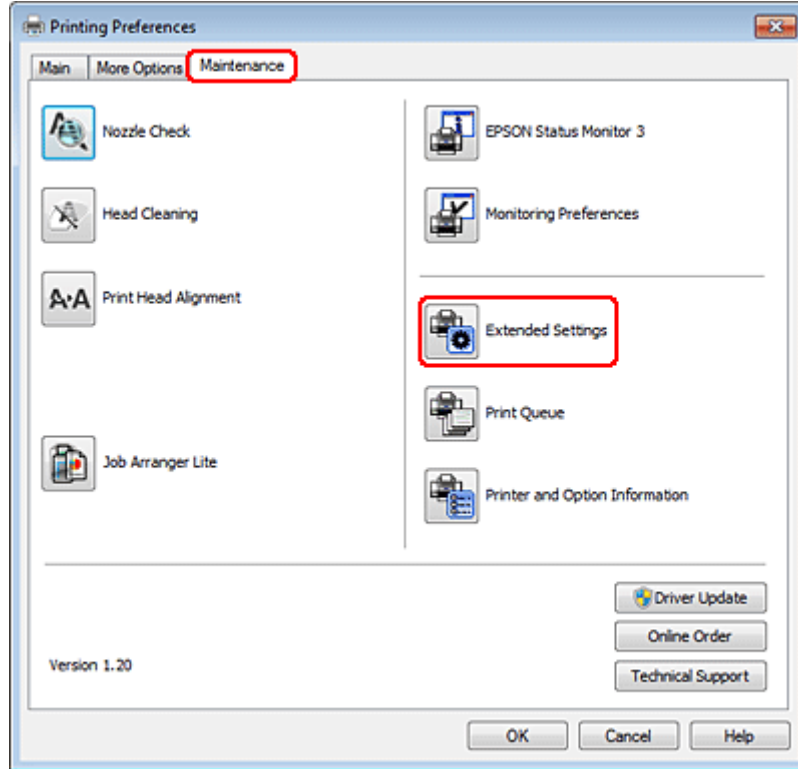 Printing Preferences
Main
More Options
Maintenance
Nozzle Check
Head Cleaning
A·A Print Head Alignment
Job Arranger Lite
EPSON Status Monitor 3
Monitoring Preferences
Extended Settings
Print Queue
Printer and Option Information
Driver Update
Online Order
Technical Support
Version 1.20
OK
Cancel
Help